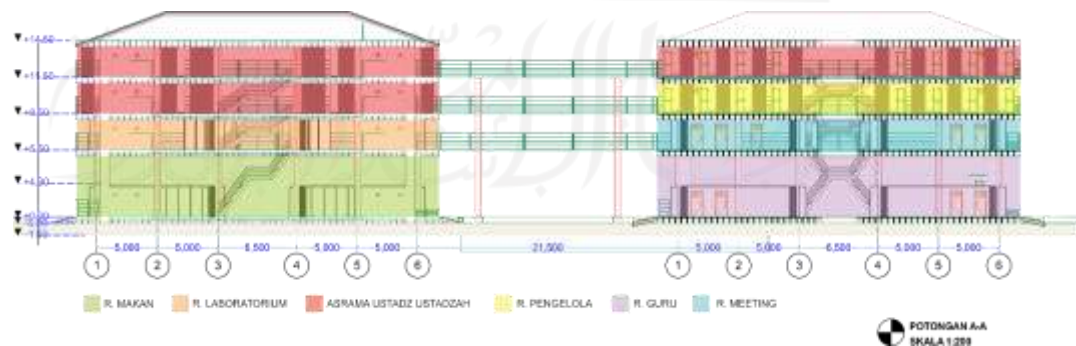 5,000 5,000 6,500 5,000 5,000 21,500 5,000 5,000 6,500 5,000 5,000
1 2 3 4 5 6 1 2 3 4 5 6
R. MAKAN R. LABORATORIUM ASRAMA USTADZ USTADZAH R. PENGELOLA R. GURU R. MEETING
POTONGAN A-A
SKALA 1:200